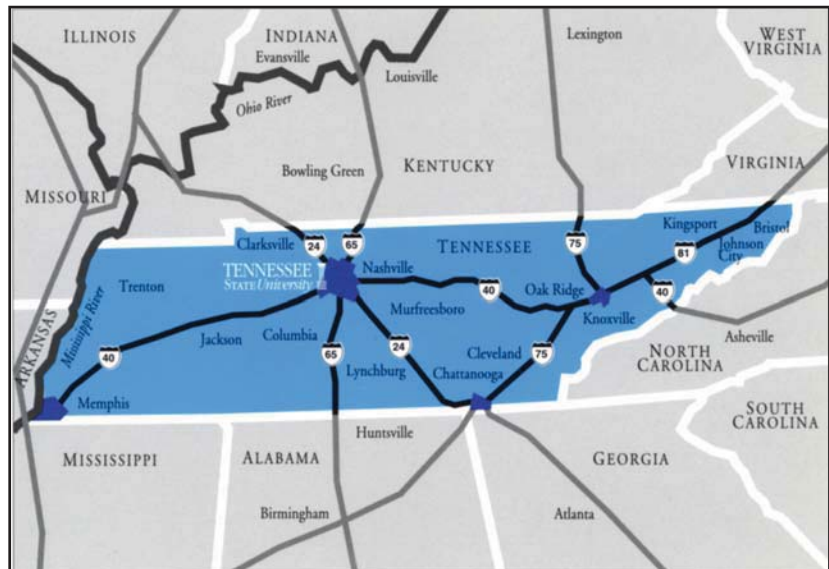 ILLINOIS
INDIANA
Evansville
Lexington
WEST
VIRGINIA
Louisville
Ohio River
Bowling Green
KENTUCKY
VIRGINIA
MISSOURI
Clarksville
24
65
TENNESSEE
75
Kingsport
Bristol
81
Johnson
City
TENNESSEE
STATE University
Nashville
Trenton
40
Oak Ridge
40
Murfreesboro
Knoxville
Missisippi River
ARKANSAS
Jackson
Columbia
Asheville
40
65
24
Cleveland
75
NORTH
CAROLINA
Lynchburg
Chattanooga
Memphis
SOUTH
CAROLINA
Huntsville
MISSISSIPPI
ALABAMA
GEORGIA
Birmingham
Atlanta